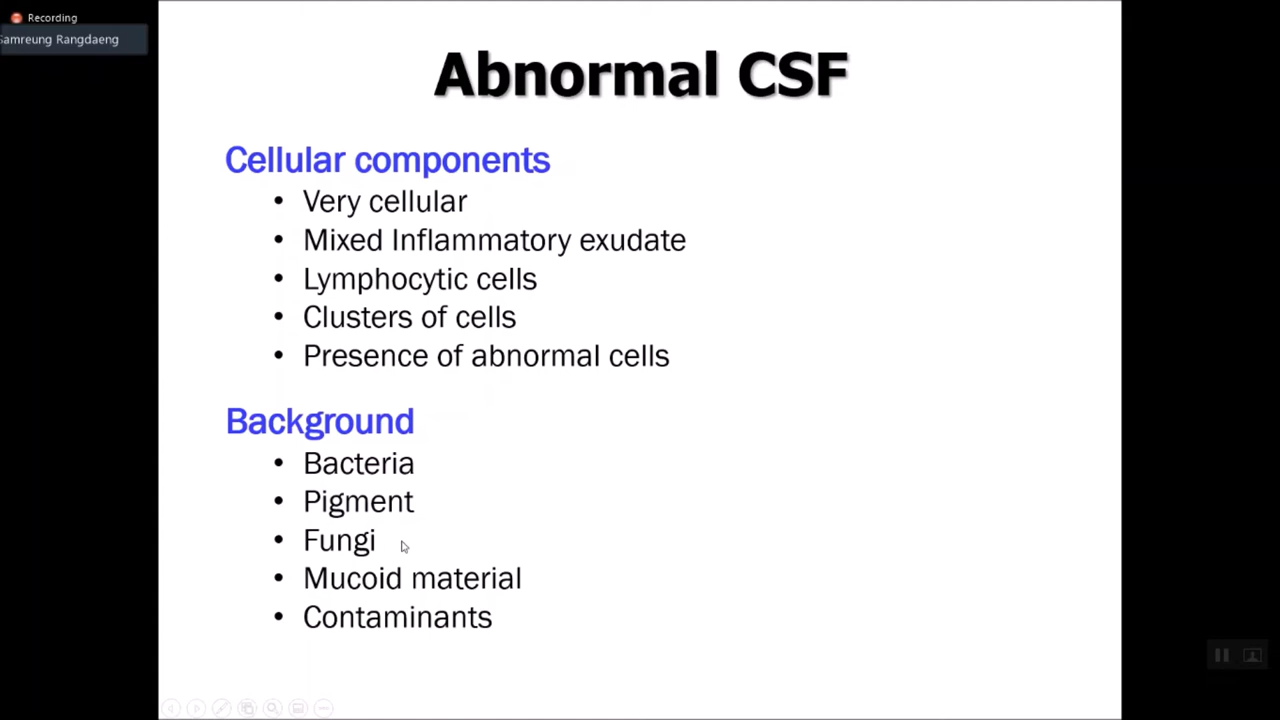 Recording
Samreung Rangdaeng
Abnormal CSF
Cellular components
• Very cellular
• Mixed Inflammatory exudate
• Lymphocytic cells
• Clusters of cells
• Presence of abnormal cells
Background
• Bacteria
• Pigment
• Fungi
• Mucoid material
• Contaminants